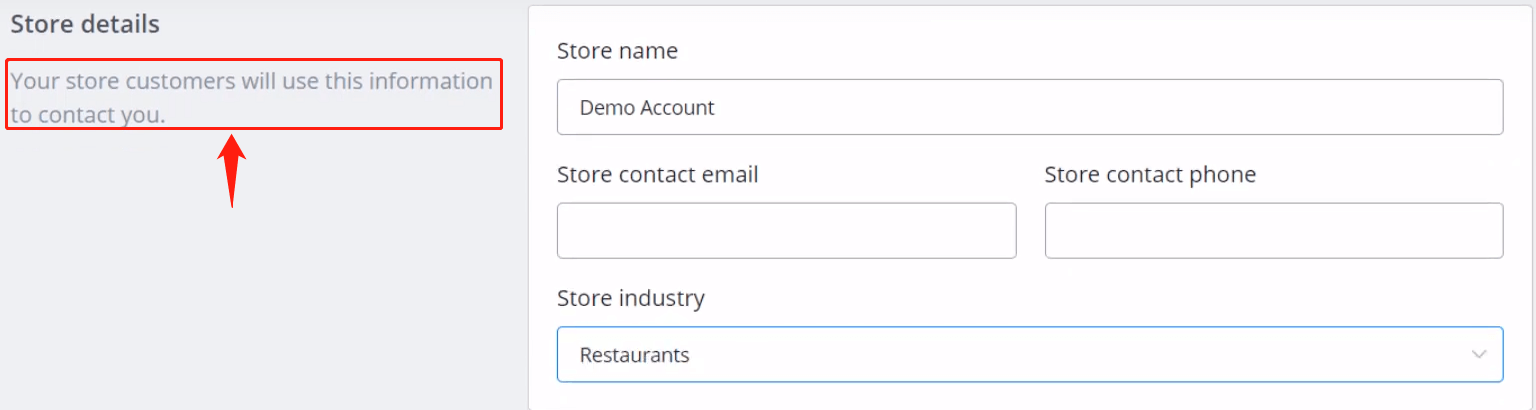 Store details
Your store customers will use this information
to contact you.
Store name
Demo Account
Store contact email
Store contact phone
Store industry
Restaurants